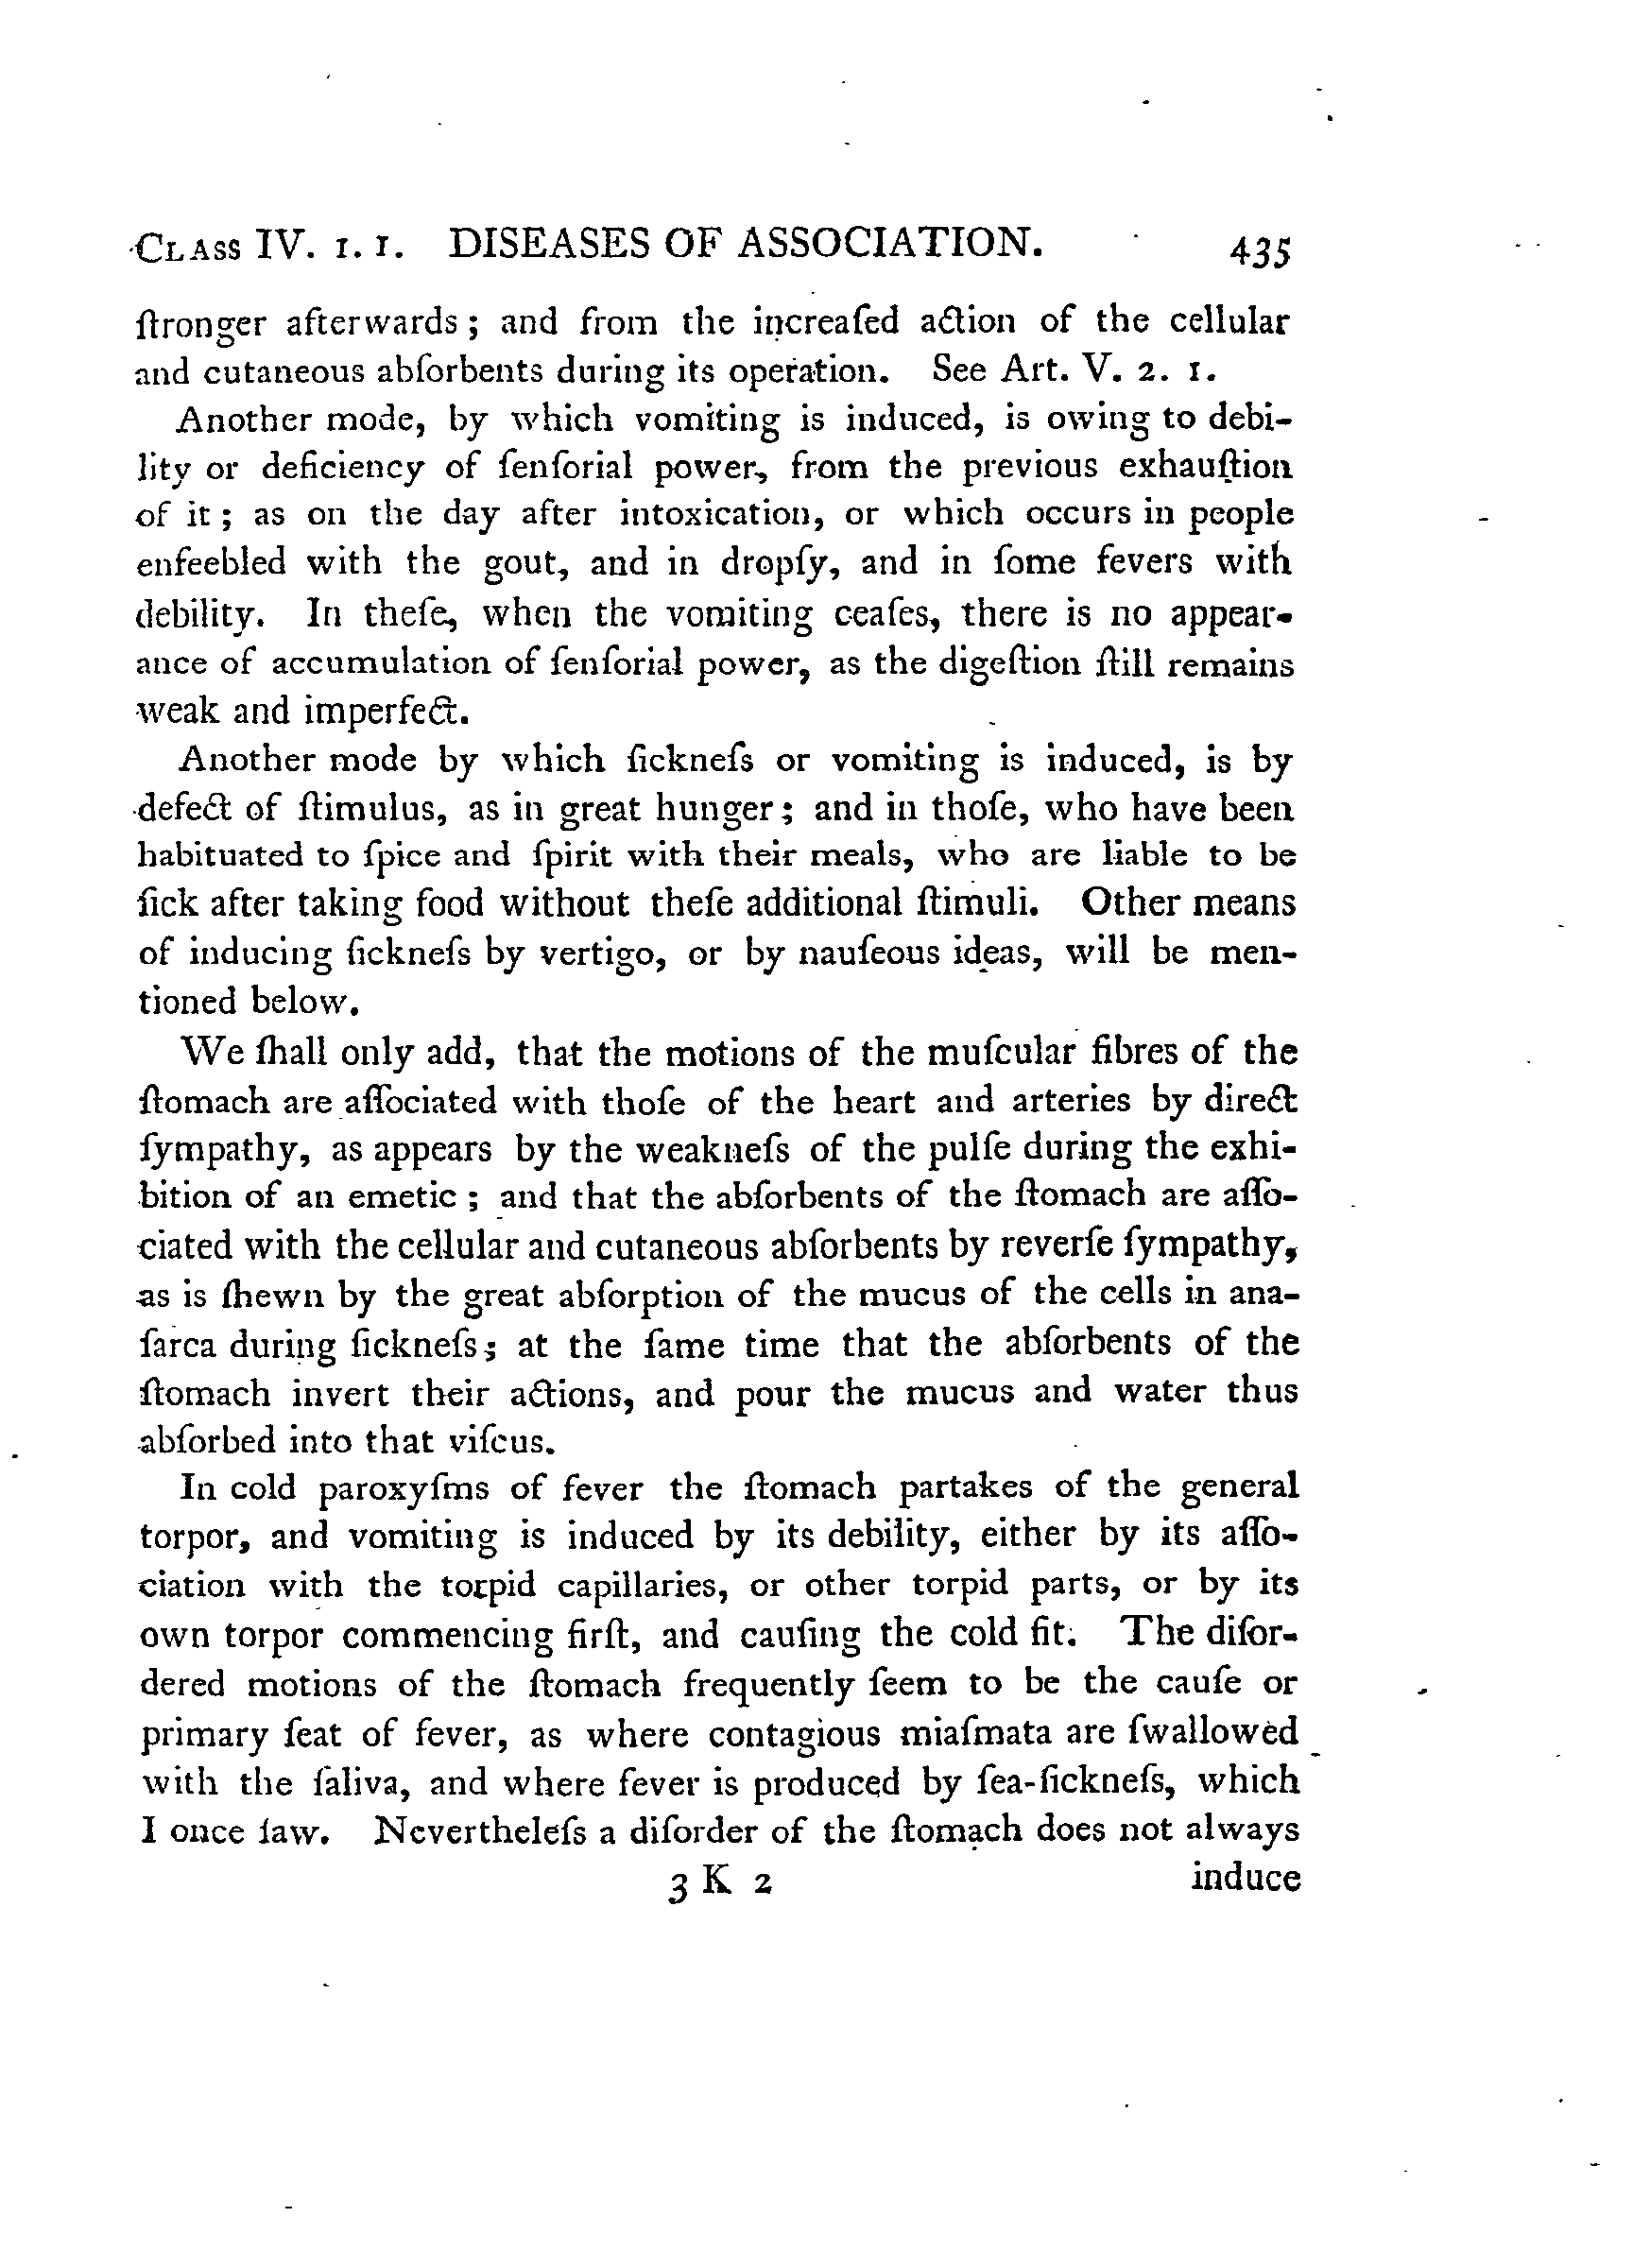 CLASS IV. 1. 1. DISEASES OF ASSOCIATION. 435
ſtronger afterwards; and from the increaſed action of the cellular
and cutaneous abſorbents during its operation. See Art. V. 2. 1.
Another mode, by which vomiting is induced, is owing to debi-
lity or deficiency of ſenſorial power, from the previous exhauſtion
of it; as on the day after intoxication, or which occurs in people
enfeebled with the gout, and in dropſy, and in ſome fevers with
debility. In theſe, when the vomiting ceaſes, there is no appear-
ance of accumulation of ſenſorial power, as the digeſtion ſtill remains
weak and imperfect.
Another mode by which ſickneſs or vomiting is induced, is by
defect of ſtimulus, as in great hunger; and in thoſe, who have been
habituated to ſpice and ſpirit with their meals, who are liable to be
ſick after taking food without theſe additional ſtimuli. Other means
of inducing ſickneſs by vertigo, or by nauſeous ideas, will be men-
tioned below.
We ſhall only add, that the motions of the muſcular fibres of the
ſtomach are aſſociated with thoſe of the heart and arteries by direct
ſympathy, as appears by the weakneſs of the pulſe during the exhi-
bition of an emetic; and that the abſorbents of the ſtomach are aſſo-
ciated with the cellular and cutaneous abſorbents by reverſe ſympathy,
as is ſhewn by the great abſorption of the mucus of the cells in ana-
ſarca during ſickneſs; at the ſame time that the abſorbents of the
ſtomach invert their actions, and pour the mucus and water thus
abſorbed into that viſcus.
In cold paroxyſms of fever the ſtomach partakes of the general
torpor, and vomiting is induced by its debility, either by its aſſo-
ciation with the torpid capillaries, or other torpid parts, or by its
own torpor commencing firſt, and cauſing the cold fit. The diſor-
dered motions of the ſtomach frequently ſeem to be the cauſe or
primary ſeat of fever, as where contagious miaſmata are ſwallowed
with the ſaliva, and where fever is produced by ſea-ſickneſs, which
I once ſaw. Nevertheleſs a diſorder of the ſtomach does not always
3 K 2 induce